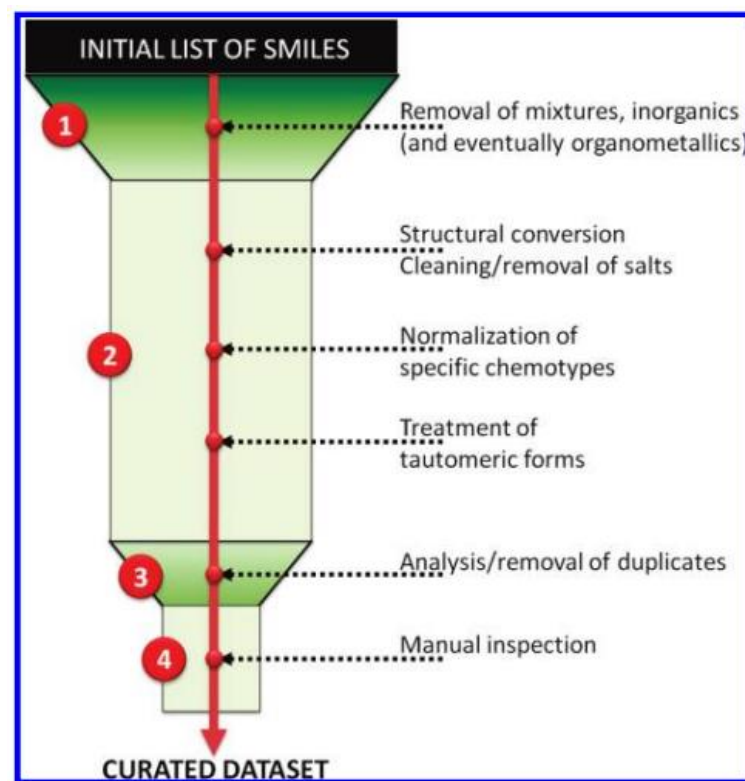 INITIAL LIST OF SMILES
1
Removal of mixtures, inorganics
(and eventually organometallics)
Structural conversion
Cleaning/removal of salts
2
Normalization of
specific chemotypes
Treatment of
tautomeric forms
3
Analysis/removal of duplicates
4
Manual inspection
CURATED DATASET